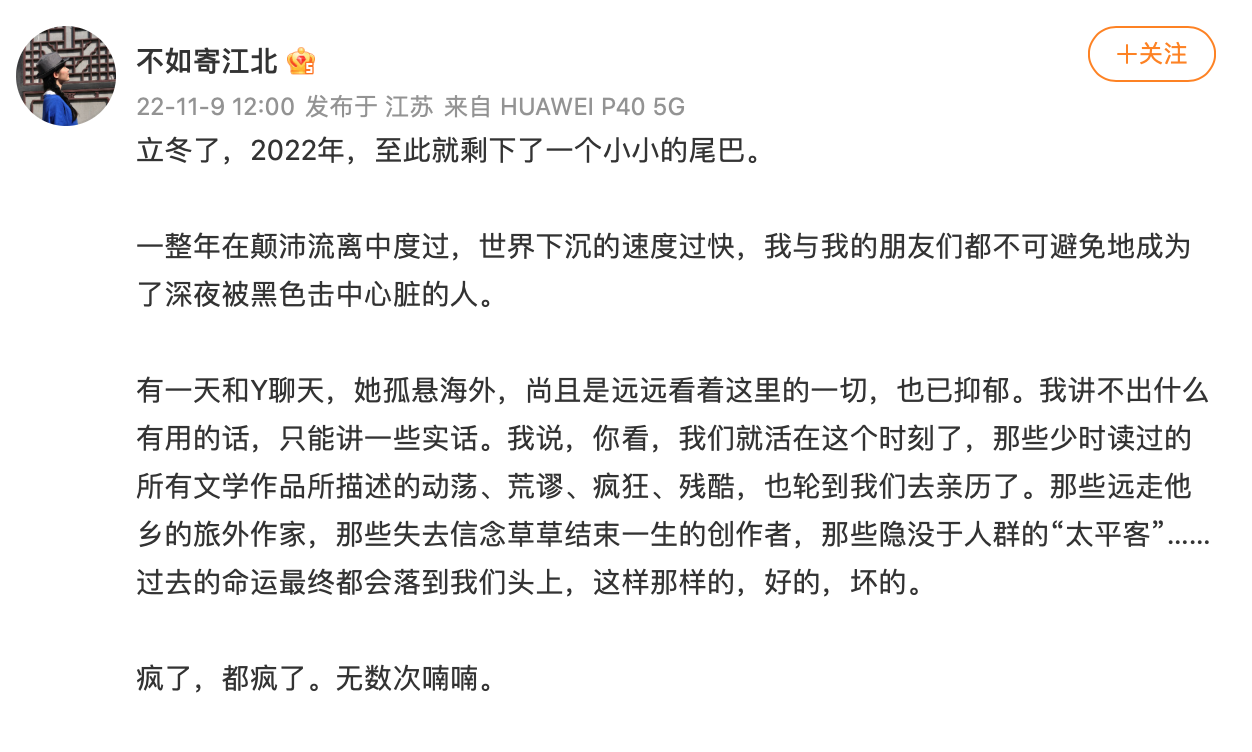 不如寄江北
+关注
22-11-9 12:00 发布于 江苏 来自 HUAWEI P40 5G
立冬了，2022年，至此就剩下了一个小小的尾巴。
一整年在颠沛流离中度过，世界下沉的速度过快，我与我的朋友们都不可避免地成为
了深夜被黑色击中心脏的人。
有一天和Y聊天，她孤悬海外，尚且是远远看着这里的一切，也已抑郁。我讲不出什么
有用的话，只能讲一些实话。我说，你看，我们就活在这个时刻了，那些少时读过的
所有文学作品所描述的动荡、荒谬、疯狂、残酷，也轮到我们去亲历了。那些远走他
乡的旅外作家，那些失去信念草草结束一生的创作者，那些隐没于人群的“太平客”……
过去的命运最终都会落到我们头上，这样那样的，好的，坏的。
疯了，都疯了。无数次喃喃。